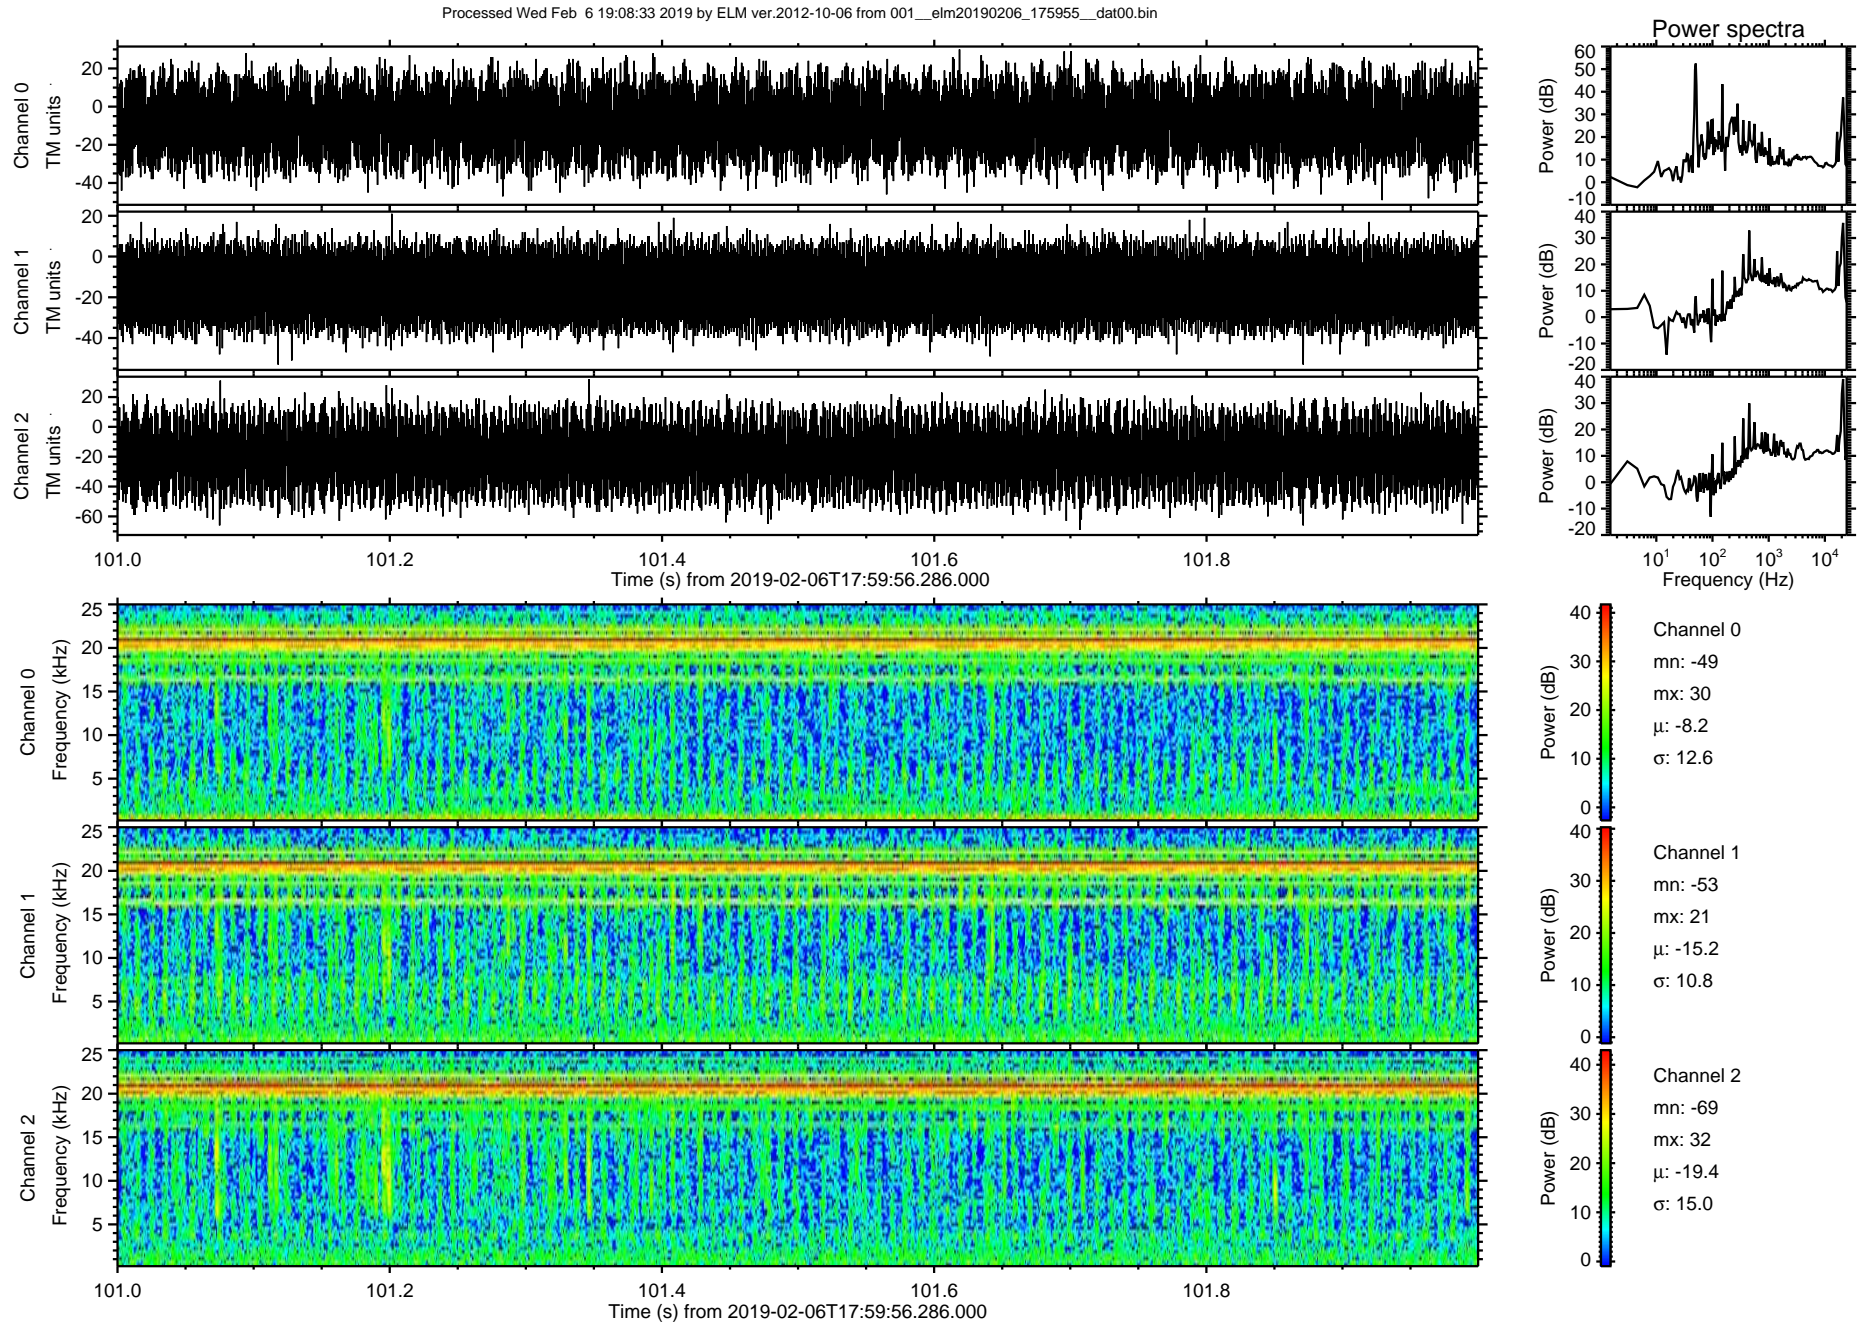 Processed Wed Feb  6 19:08:33 2019 by ELM ver.2012-10-06 from 001__elm20190206_175955__dat00.bin
Power spectra
Channel 0
TM units
20
0
-20
-40
Power (dB)
60
50
40
30
20
10
0
-10
Channel 1
TM units
20
0
-20
-40
Power (dB)
40
30
20
10
0
-10
-20
Channel 2
TM units
20
0
-20
-40
-60
Power (dB)
40
30
20
10
0
-10
-20
101.0 101.2 101.4 101.6 101.8
Time (s) from 2019-02-06T17:59:56.286.000
10¹ 10² 10³ 10⁴
Frequency (Hz)
Channel 0
Frequency (kHz)
25
20
15
10
5
Power (dB)
40
30
20
10
0
Channel 0
mn: -49
mx: 30
μ: -8.2
σ: 12.6
Channel 1
Frequency (kHz)
25
20
15
10
5
Power (dB)
40
30
20
10
0
Channel 1
mn: -53
mx: 21
μ: -15.2
σ: 10.8
Channel 2
Frequency (kHz)
25
20
15
10
5
Power (dB)
40
30
20
10
0
Channel 2
mn: -69
mx: 32
μ: -19.4
σ: 15.0
101.0 101.2 101.4 101.6 101.8
Time (s) from 2019-02-06T17:59:56.286.000